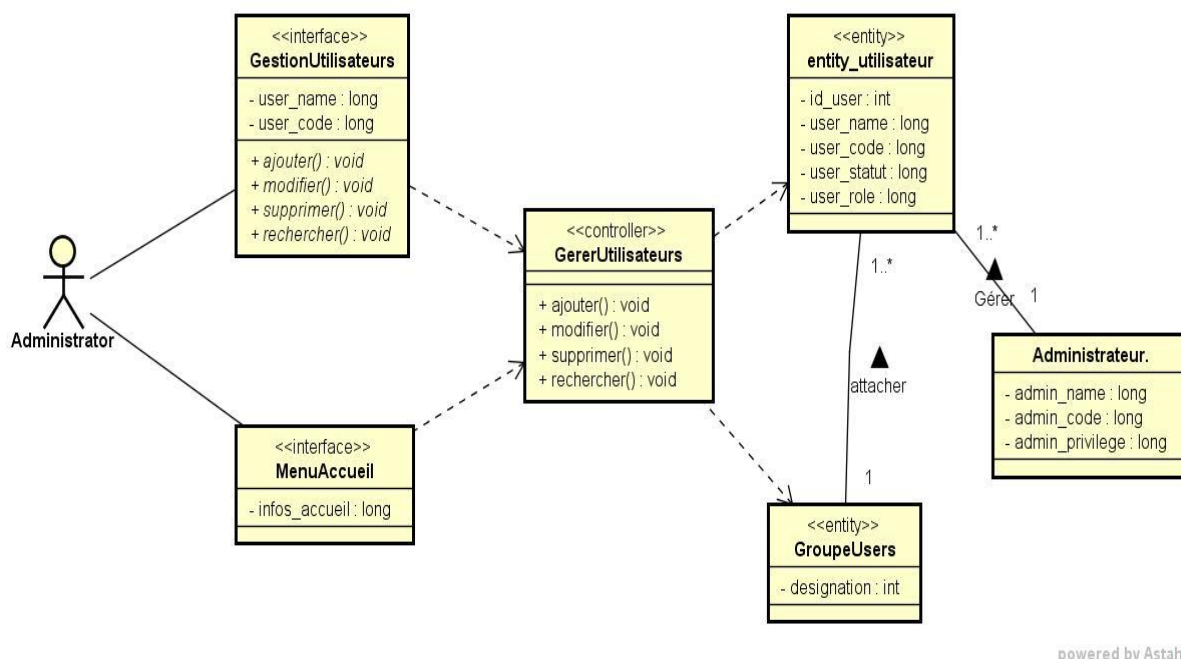 <<interface>>
GestionUtilisateurs
- user_name : long
- user_code : long
+ ajouter() : void
+ modifier() : void
+ supprimer() : void
+ rechercher() : void
<<entity>>
entity_utilisateur
- id_user : int
- user_name : long
- user_code : long
- user_statut : long
- user_role : long
<<controller>>
GererUtilisateurs
+ ajouter() : void
+ modifier() : void
+ supprimer() : void
+ rechercher() : void
Administrator
<<interface>>
MenuAccueil
- infos_accueil : long
1..*
attacher
1
1..*
Gérer
1
Administrateur.
- admin_name : long
- admin_code : long
- admin_privilege : long
<<entity>>
GroupeUsers
- designation : int
powered by Astah